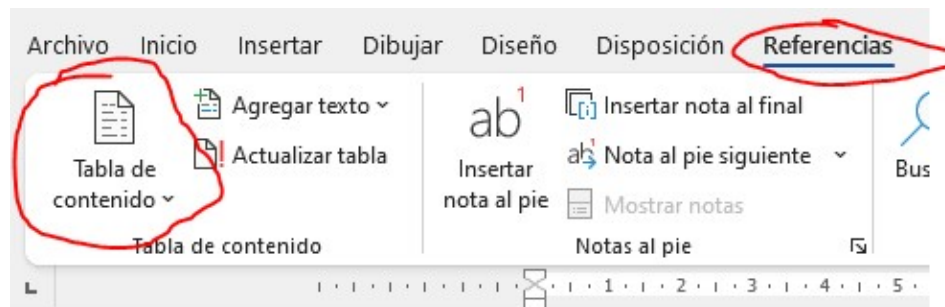 Archivo Inicio Insertar Dibujar Diseño Disposición Referencias
Tabla de contenido
Agregar texto
Actualizar tabla
Tabla de contenido
ab1
Insertar
nota al pie
Insertar nota al final
ab Nota al pie siguiente
Mostrar notas
Notas al pie
Bus
1 2 3 4 5